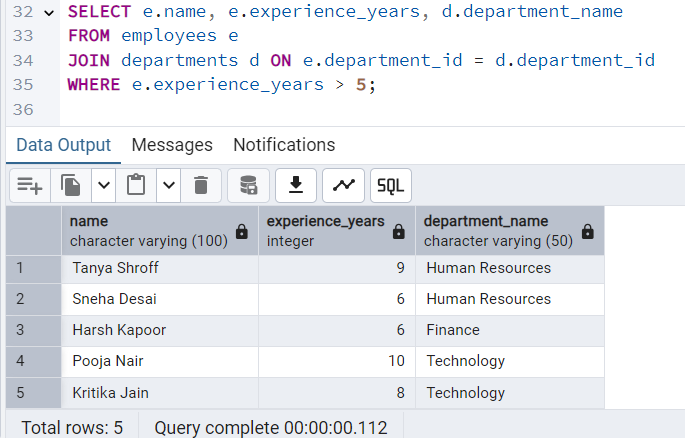 32 SELECT e.name, e.experience_years, d.department_name
33 FROM employees e
34 JOIN departments d ON e.department_id = d.department_id
35 WHERE e.experience_years > 5;
36
Data Output Messages Notifications
SQL
name experience_years department_name
character varying (100) integer character varying (50)
1 Tanya Shroff 9 Human Resources
2 Sneha Desai 6 Human Resources
3 Harsh Kapoor 6 Finance
4 Pooja Nair 10 Technology
5 Kritika Jain 8 Technology
Total rows: 5 Query complete 00:00:00.112